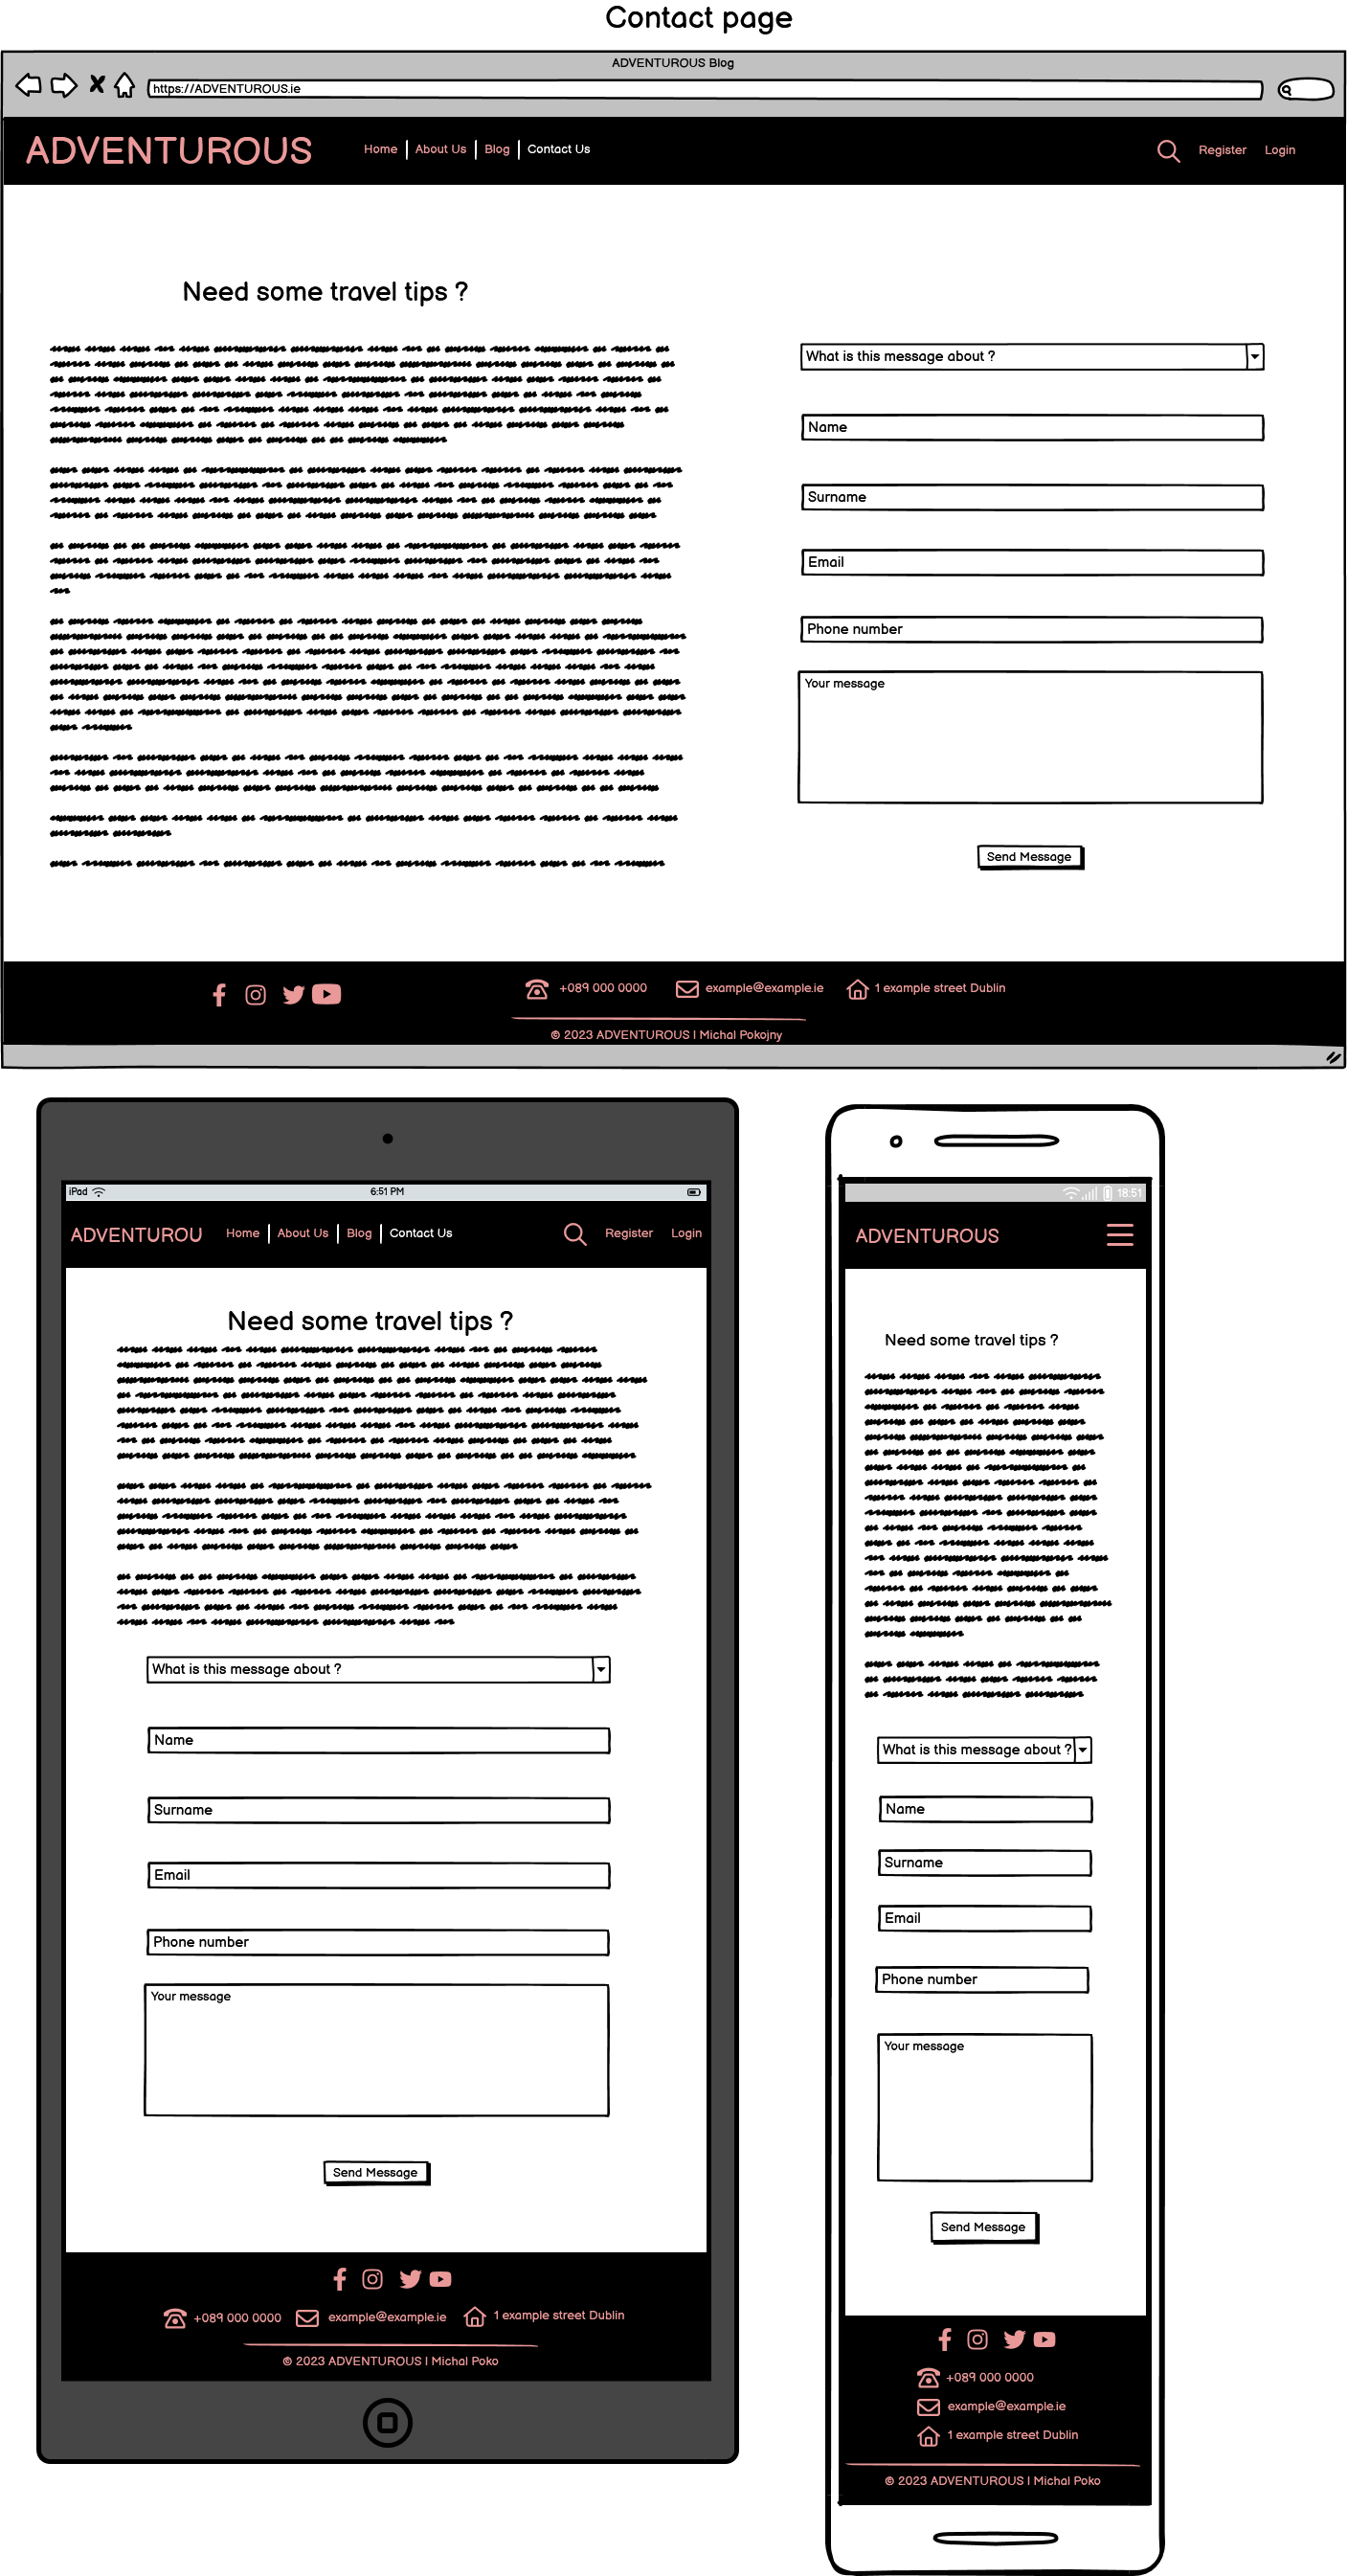 Contact page
ADVENTUROUS Blog
https://ADVENTUROUS.ie
ADVENTUROUS Home About Us Blog Contact Us Register Login
Need some travel tips ?
What is this message about ?
Name
Surname
Email
Phone number
Your message
Send Message
+089 000 0000 example@example.ie 1 example street Dublin
© 2023 ADVENTUROUS | Michal Pokojny
iPad 6:51 PM
ADVENTUROU Home About Us Blog Contact Us Register Login
Need some travel tips ?
What is this message about ?
Name
Surname
Email
Phone number
Your message
Send Message
+089 000 0000 example@example.ie 1 example street Dublin
© 2023 ADVENTUROUS | Michal Poko
18:51
ADVENTUROUS
Need some travel tips ?
What is this message about ?
Name
Surname
Email
Phone number
Your message
Send Message
+089 000 0000
example@example.ie
1 example street Dublin
© 2023 ADVENTUROUS | Michal Poko